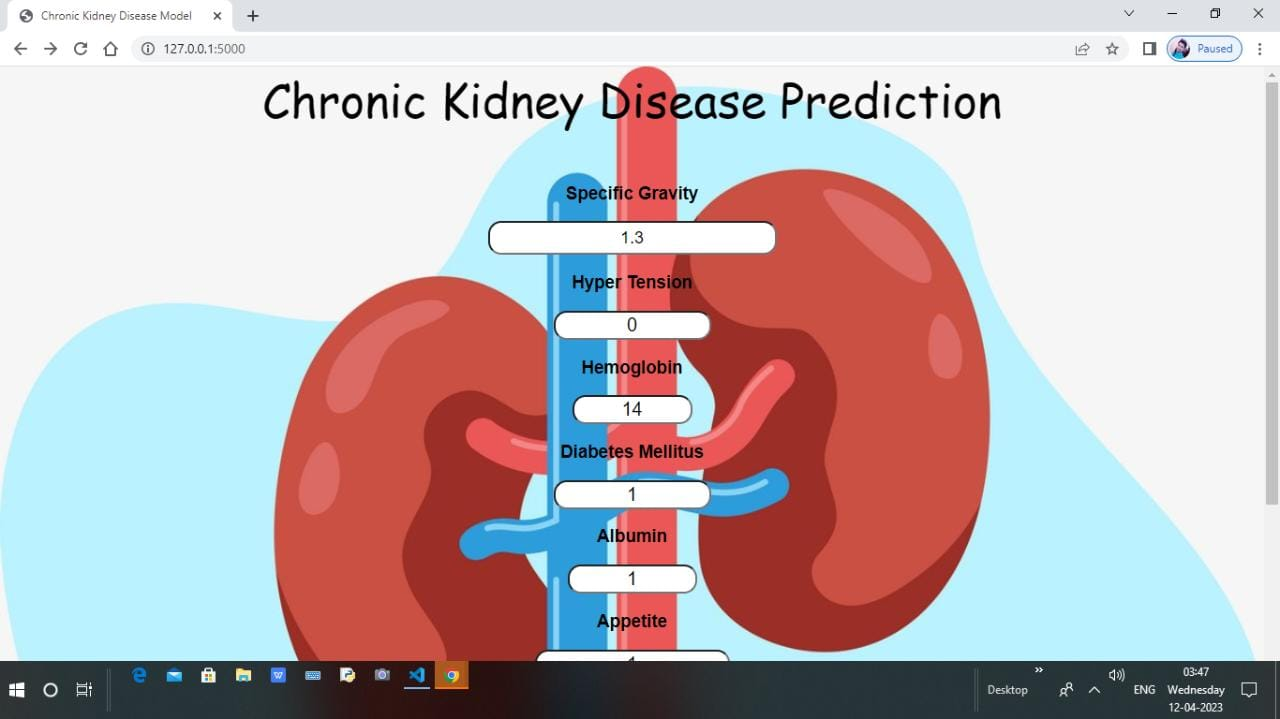 Chronic Kidney Disease Model
127.0.0.1:5000
Paused
Chronic Kidney Disease Prediction
Specific Gravity
1.3
Hyper Tension
0
Hemoglobin
14
Diabetes Mellitus
1
Albumin
1
Appetite
Desktop
ENG
03:47
Wednesday
12-04-2023